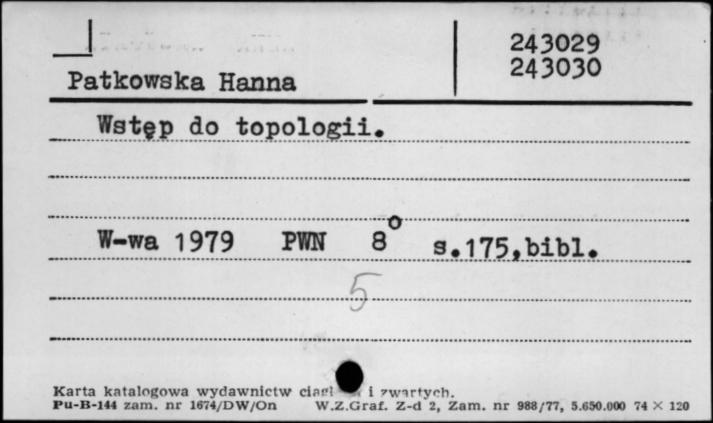 243029
243030
Patkowska Hanna
Wstęp do topologii.
W-wa 1979 PWN 8° s.175,bibl.
5
Karta katalogowa wydawnictw i zwartych.
Pu-B-144 zam. nr 1674/DW/On W.Z.Graf. Z-d 2, Zam. nr 988/77, 5.650.000 74 × 120